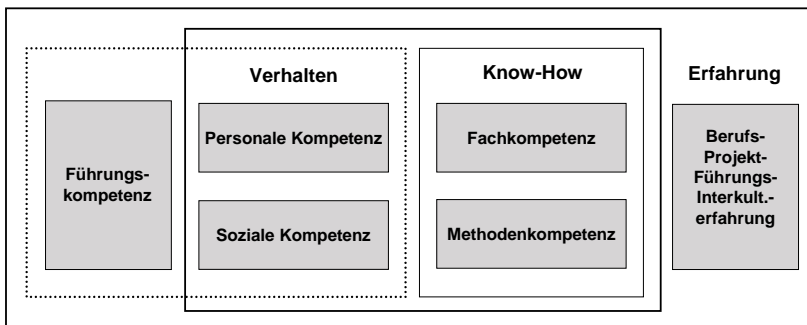 Verhalten
Know-How
Erfahrung
Führungs-
kompetenz
Personale Kompetenz
Soziale Kompetenz
Fachkompetenz
Methodenkompetenz
Berufs-
Projekt-
Führungs-
Interkult.-
erfahrung